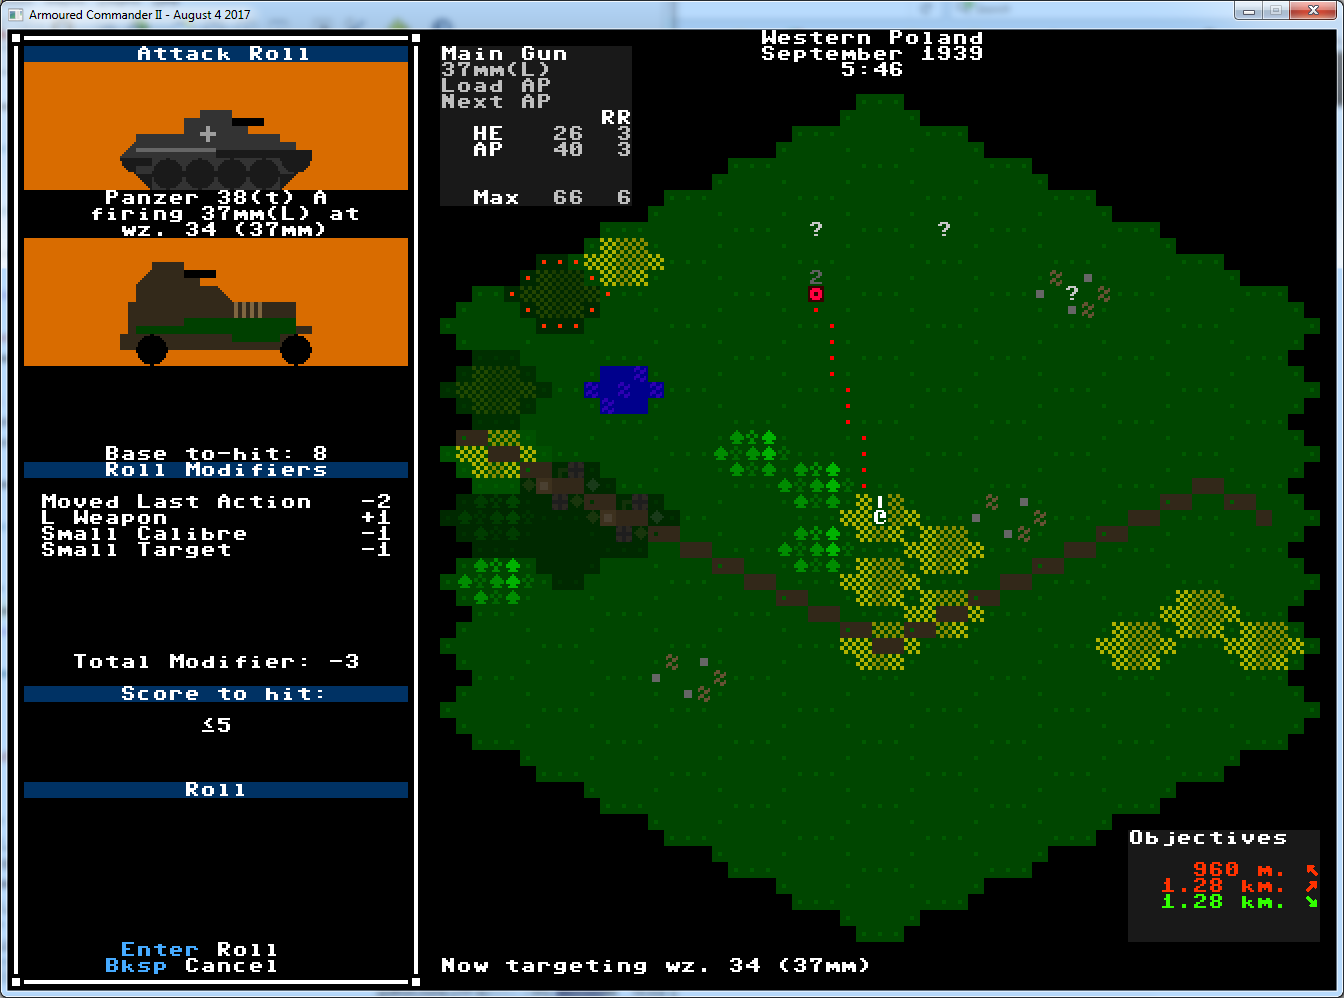 Armoured Commander II - August 4 2017
Attack Roll
Panzer 38(t) A
firing 37mm(L) at
wz. 34 (37mm)
Base to-hit: 8
Roll Modifiers
Moved Last Action -2
L Weapon +1
Small Calibre -1
Small Target -1
Total Modifier: -3
Score to hit:
≤5
Roll
Enter Roll
Bksp Cancel
Main Gun
37mm(L)
Load AP
Next AP
RR
HE 26 3
AP 40 3
Max 66 6
Western Poland
September 1939
5:46
? ?
2
?
@
Objectives
960 m. ↖
1.28 km. ↗
1.28 km. ↘
Now targeting wz. 34 (37mm)